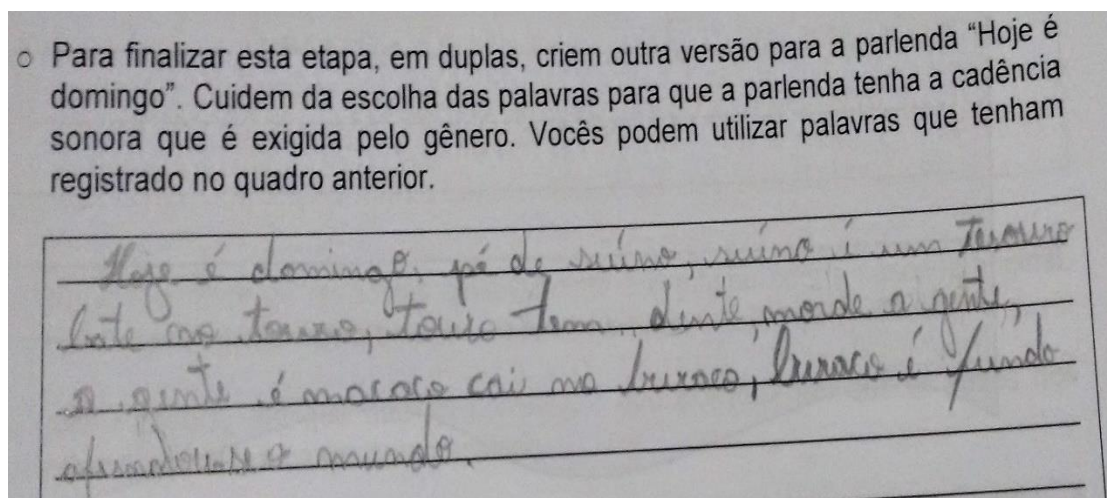 ○ Para finalizar esta etapa, em duplas, criem outra versão para a parlenda “Hoje é
domingo”. Cuidem da escolha das palavras para que a parlenda tenha a cadência
sonora que é exigida pelo gênero. Vocês podem utilizar palavras que tenham
registrado no quadro anterior.
Hoje é domingo, pé de suíno, suíno é um Tesouro
bate no touro, Touro Tem dente, morde a gente,
a gente é macaco cai no buraco, buraco é fundo
afundou-se o mundo.